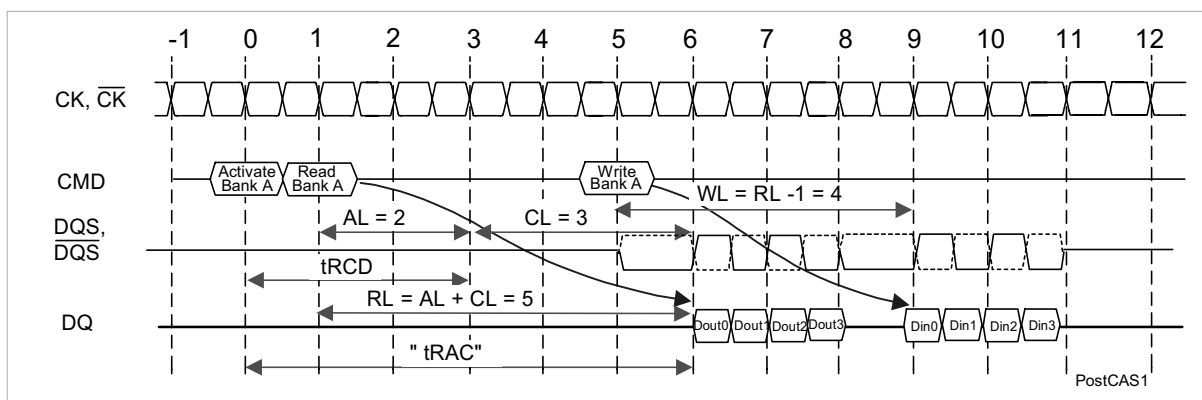 -1 0 1 2 3 4 5 6 7 8 9 10 11 12
CK, CK
CMD
Activate
Bank A
Read
Bank A
Write
Bank A
WL = RL -1 = 4
AL = 2
CL = 3
DQS,
DQS
tRCD
RL = AL + CL = 5
DQ
Dout0 Dout1 Dout2 Dout3 Din0 Din1 Din2 Din3
" tRAC"
PostCAS1